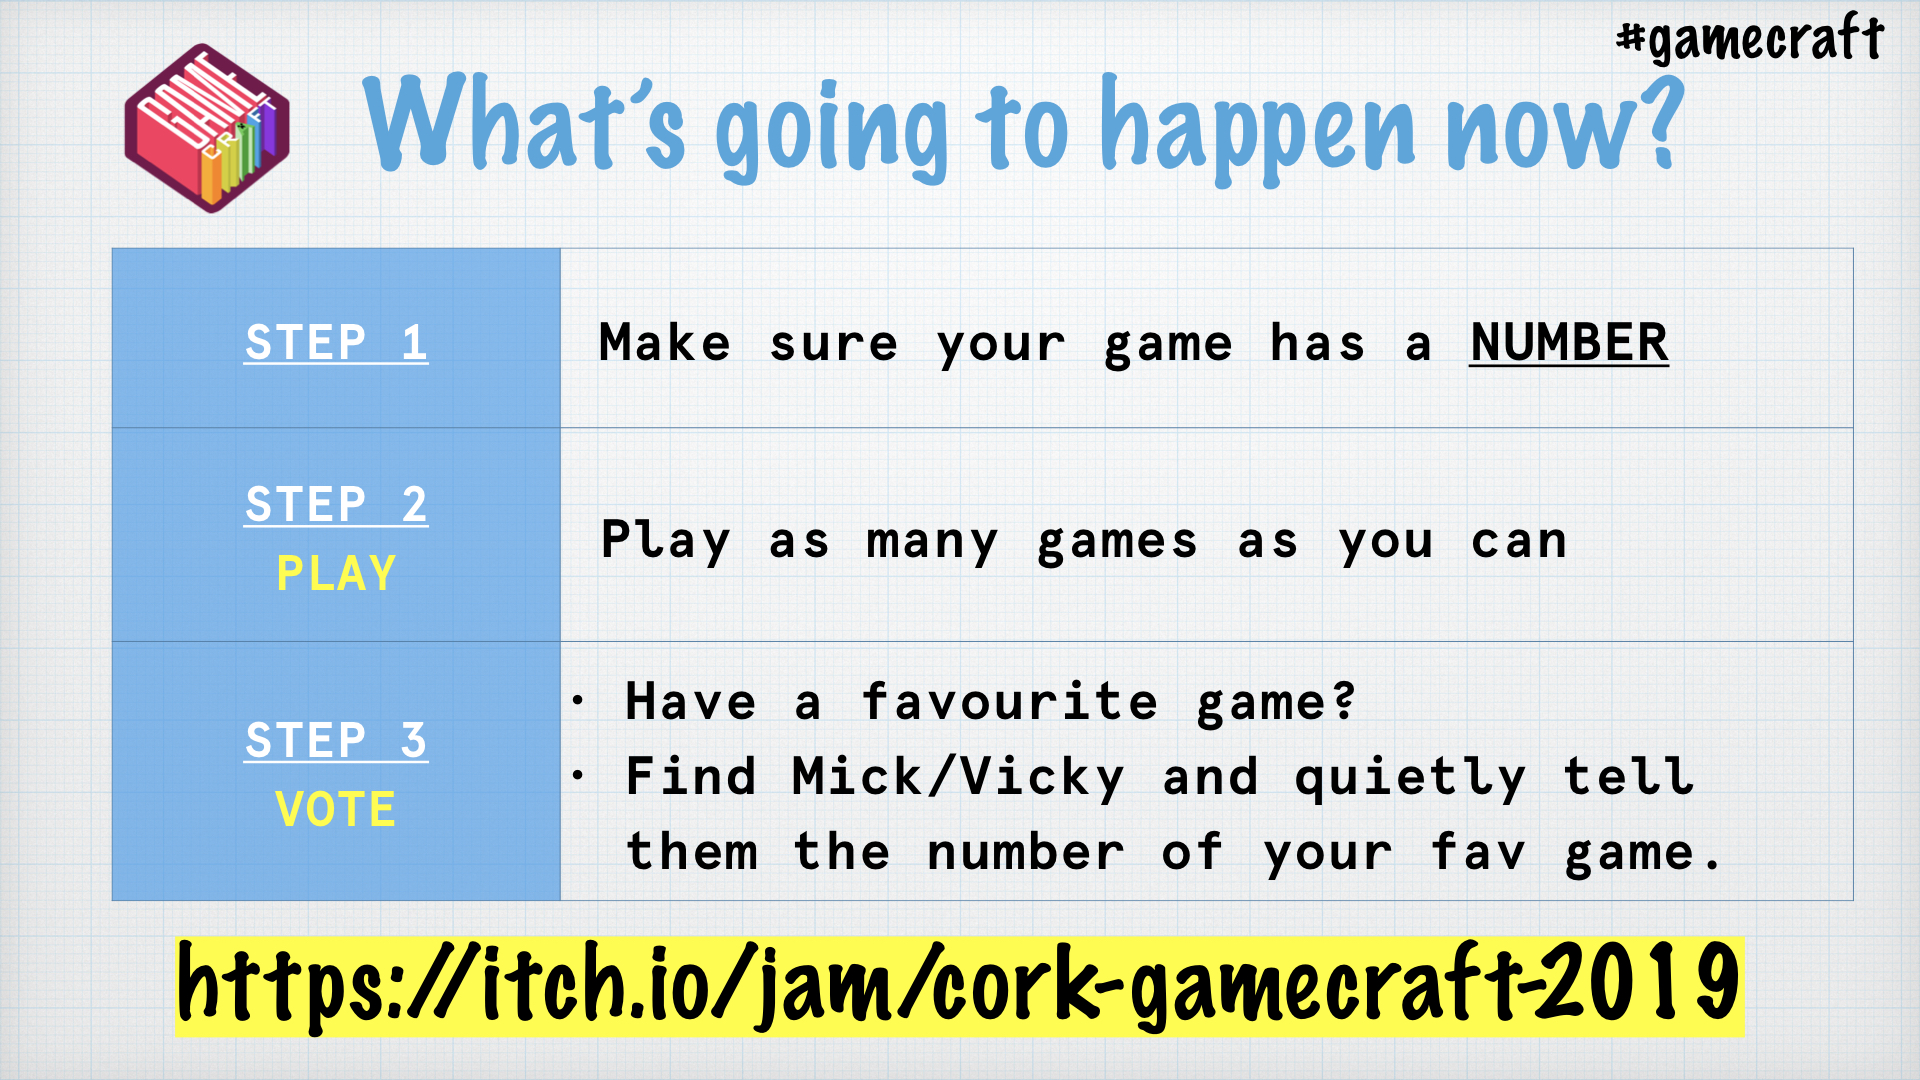 #gamecraft
GAME
CRAFT
What's going to happen now?
STEP 1
Make sure your game has a NUMBER
STEP 2
PLAY
Play as many games as you can
STEP 3
VOTE
• Have a favourite game?
• Find Mick/Vicky and quietly tell
them the number of your fav game.
https://itch.io/jam/cork-gamecraft-2019